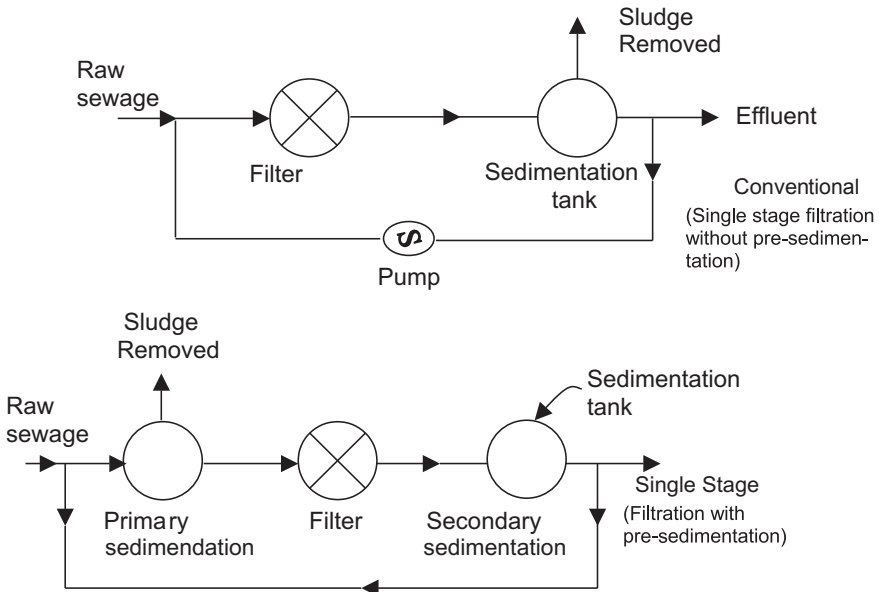 Sludge
Removed
Raw
sewage
Effluent
Filter
Sedimentation
tank
Conventional
(Single stage filtration
without pre-sedimen-
tation)
S
Pump
Sludge
Removed
Sedimentation
tank
Raw
sewage
Single Stage
(Filtration with
pre-sedimentation)
Primary
sedimendation
Filter
Secondary
sedimentation